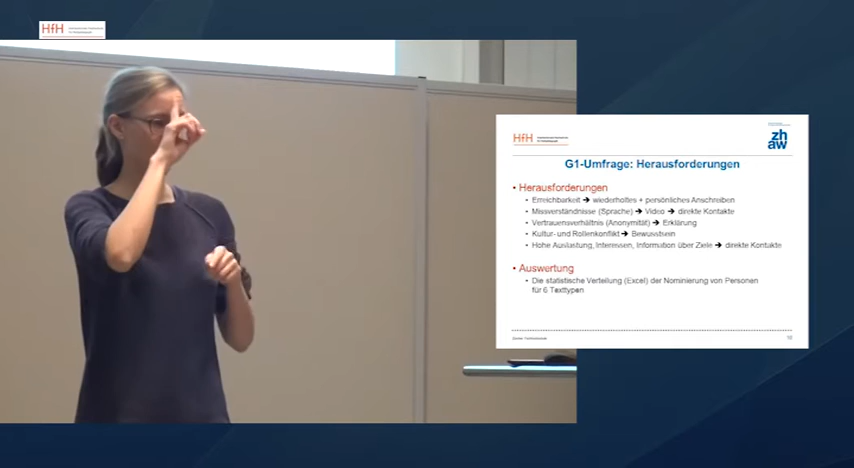 HfH
HfH
zh
aw
G1-Umfrage: Herausforderungen
• Herausforderungen
• Erreichbarkeit ➔ wiederholtes + persönliches Anschreiben
• Missverständnisse (Sprache) ➔ Video ➔ direkte Kontakte
• Vertrauensverhältnis (Anonymität) ➔ Erklärung
• Kultur- und Rollenkonflikt ➔ Bewusstsein
• Hohe Auslastung, Interessen, Information über Ziele ➔ direkte Kontakte
• Auswertung
• Die statistische Verteilung (Excel) der Nominierung von Personen
für 6 Texttypen